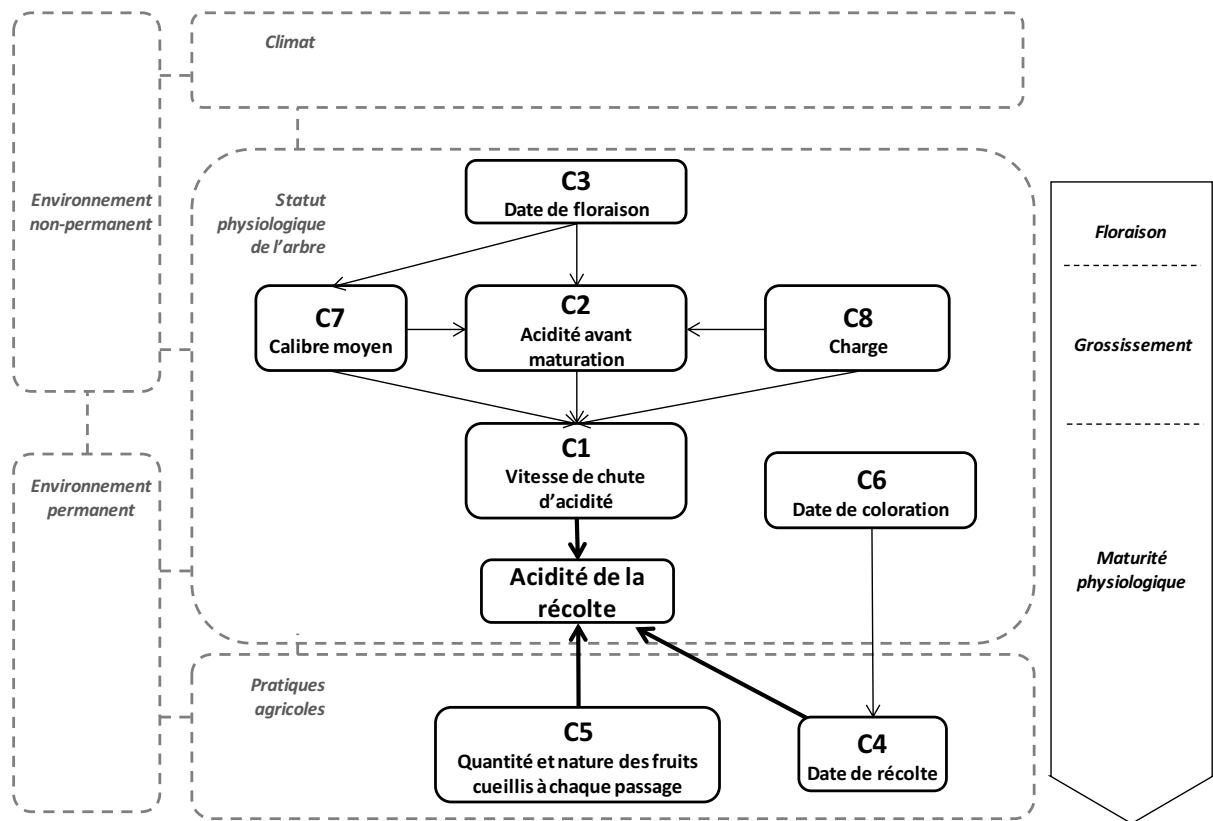 Climat
Environnement
non-permanent
Statut
physiologique
de l'arbre
C3
Date de floraison
C7
Calibre moyen
C2
Acidité avant
maturation
C8
Charge
C1
Vitesse de chute
d'acidité
C6
Date de coloration
Environnement
permanent
Acidité de la
récolte
Pratiques
agricoles
C5
Quantité et nature des fruits
cueillis à chaque passage
C4
Date de récolte
Floraison
Grossissement
Maturité
physiologique